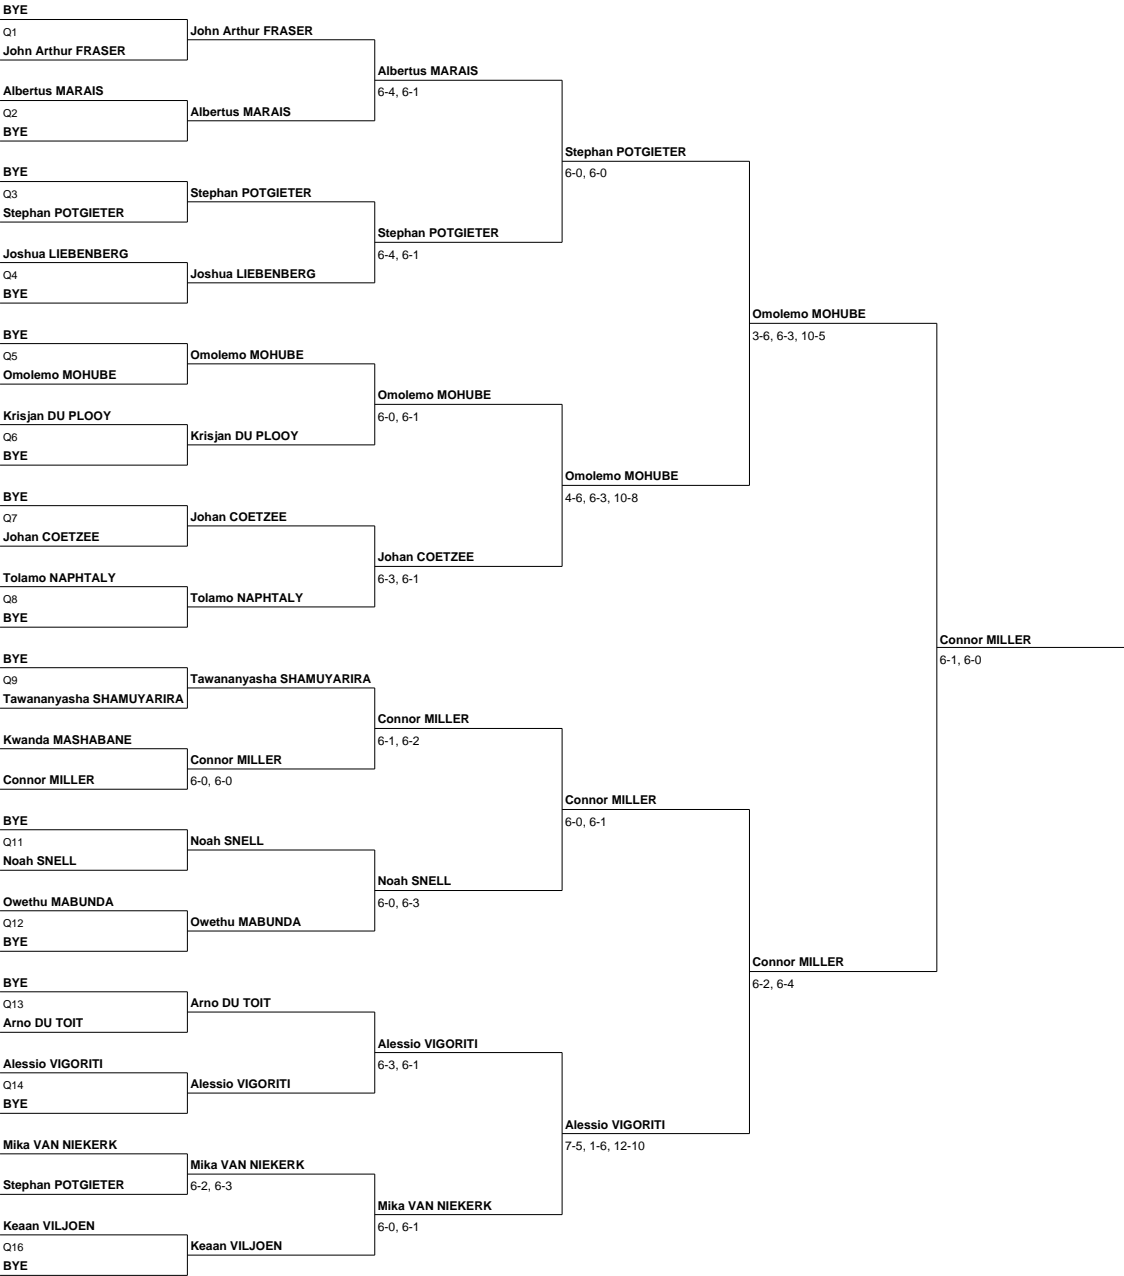 BYE
Q1
John Arthur FRASER
Albertus MARAIS
Q2
BYE
BYE
Q3
Stephan POTGIETER
Joshua LIEBENBERG
Q4
BYE
BYE
Q5
Omolemo MOHUBE
Krisjan DU PLOOY
Q6
BYE
BYE
Q7
Johan COETZEE
Tolamo NAPHTALY
Q8
BYE
BYE
Q9
Tawananyasha SHAMUYARIRA
Kwanda MASHABANE
Connor MILLER
BYE
Q11
Noah SNELL
Owethu MABUNDA
Q12
BYE
BYE
Q13
Arno DU TOIT
Alessio VIGORITI
Q14
BYE
Mika VAN NIEKERK
Stephan POTGIETER
Keaan VILJOEN
Q16
BYE
John Arthur FRASER
Albertus MARAIS
Stephan POTGIETER
Joshua LIEBENBERG
Omolemo MOHUBE
Krisjan DU PLOOY
Johan COETZEE
Tolamo NAPHTALY
Tawananyasha SHAMUYARIRA
Connor MILLER
6-0, 6-0
Noah SNELL
Owethu MABUNDA
Arno DU TOIT
Alessio VIGORITI
Mika VAN NIEKERK
6-2, 6-3
Keaan VILJOEN
Albertus MARAIS
6-4, 6-1
Stephan POTGIETER
6-4, 6-1
Omolemo MOHUBE
6-0, 6-1
Johan COETZEE
6-3, 6-1
Connor MILLER
6-1, 6-2
Noah SNELL
6-0, 6-3
Alessio VIGORITI
6-3, 6-1
Mika VAN NIEKERK
6-0, 6-1
Stephan POTGIETER
6-0, 6-0
Omolemo MOHUBE
4-6, 6-3, 10-8
Connor MILLER
6-0, 6-1
Alessio VIGORITI
7-5, 1-6, 12-10
Omolemo MOHUBE
3-6, 6-3, 10-5
Connor MILLER
6-2, 6-4
Connor MILLER
6-1, 6-0